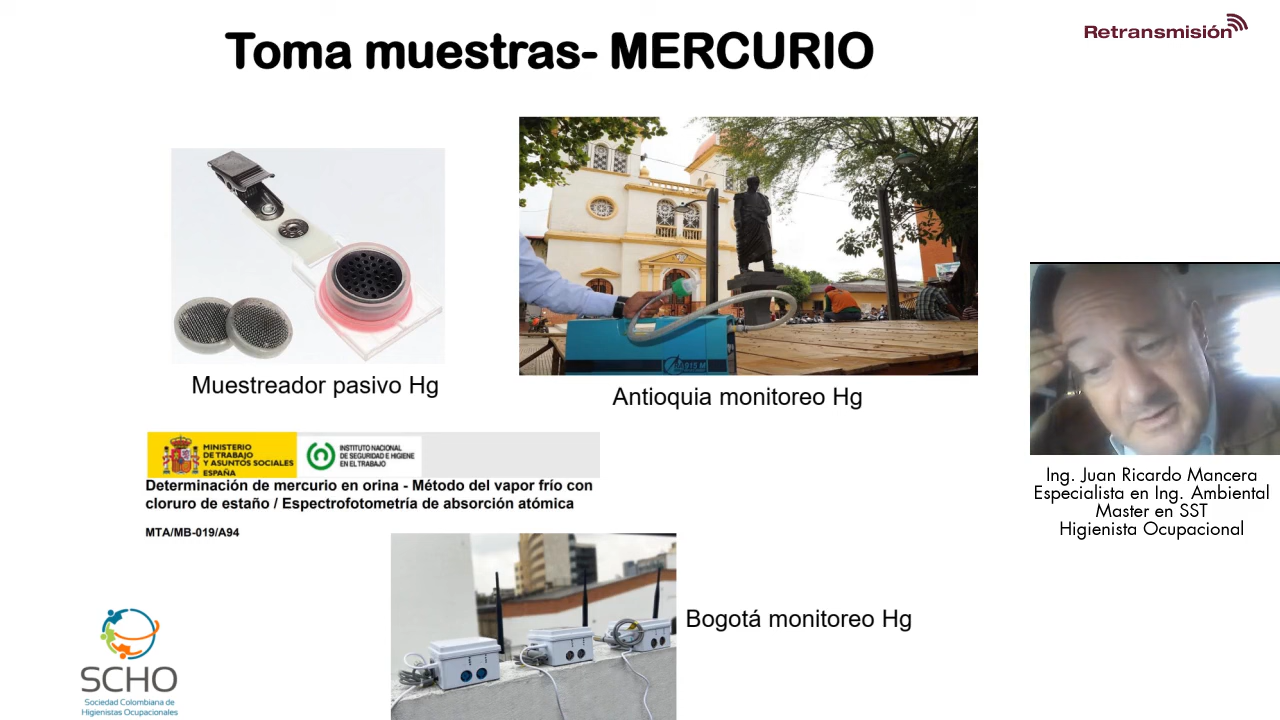 Toma muestras- MERCURIO
Retransmisión
Muestreador pasivo Hg
Antioquia monitoreo Hg
MINISTERIO
DE TRABAJO
Y ASUNTOS SOCIALES
ESPAÑA
INSTITUTO NACIONAL
DE SEGURIDAD E HIGIENE
EN EL TRABAJO
Determinación de mercurio en orina - Método del vapor frío con
cloruro de estaño / Espectrofotometría de absorción atómica
MTA/MB-019/A94
Bogotá monitoreo Hg
SCHO
Sociedad Colombiana de
Higienistas Ocupacionales
Ing. Juan Ricardo Mancera
Especialista en Ing. Ambiental
Master en SST
Higienista Ocupacional